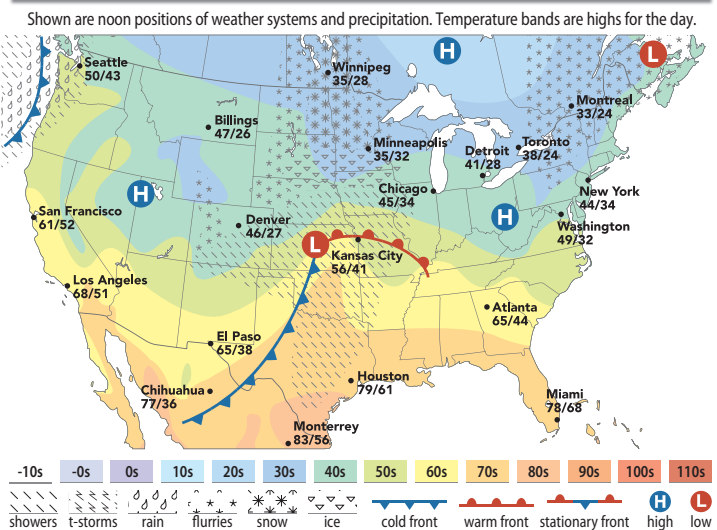 Shown are noon positions of weather systems and precipitation. Temperature bands are highs for the day.
H
L
Seattle
50/43
Winnipeg
35/28
Billings
47/26
Montreal
33/24
Minneapolis
35/32
Toronto
38/24
Detroit
41/28
Chicago
45/34
New York
44/34
H
H
San Francisco
61/52
Denver
46/27
Washington
49/32
L
Kansas City
56/41
Los Angeles
68/51
Atlanta
65/44
El Paso
65/38
Houston
79/61
Chihuahua
77/36
Miami
78/68
Monterrey
83/56
-10s -0s 0s 10s 20s 30s 40s 50s 60s 70s 80s 90s 100s 110s
H L
showers t-storms rain flurries snow ice cold front warm front stationary front high low